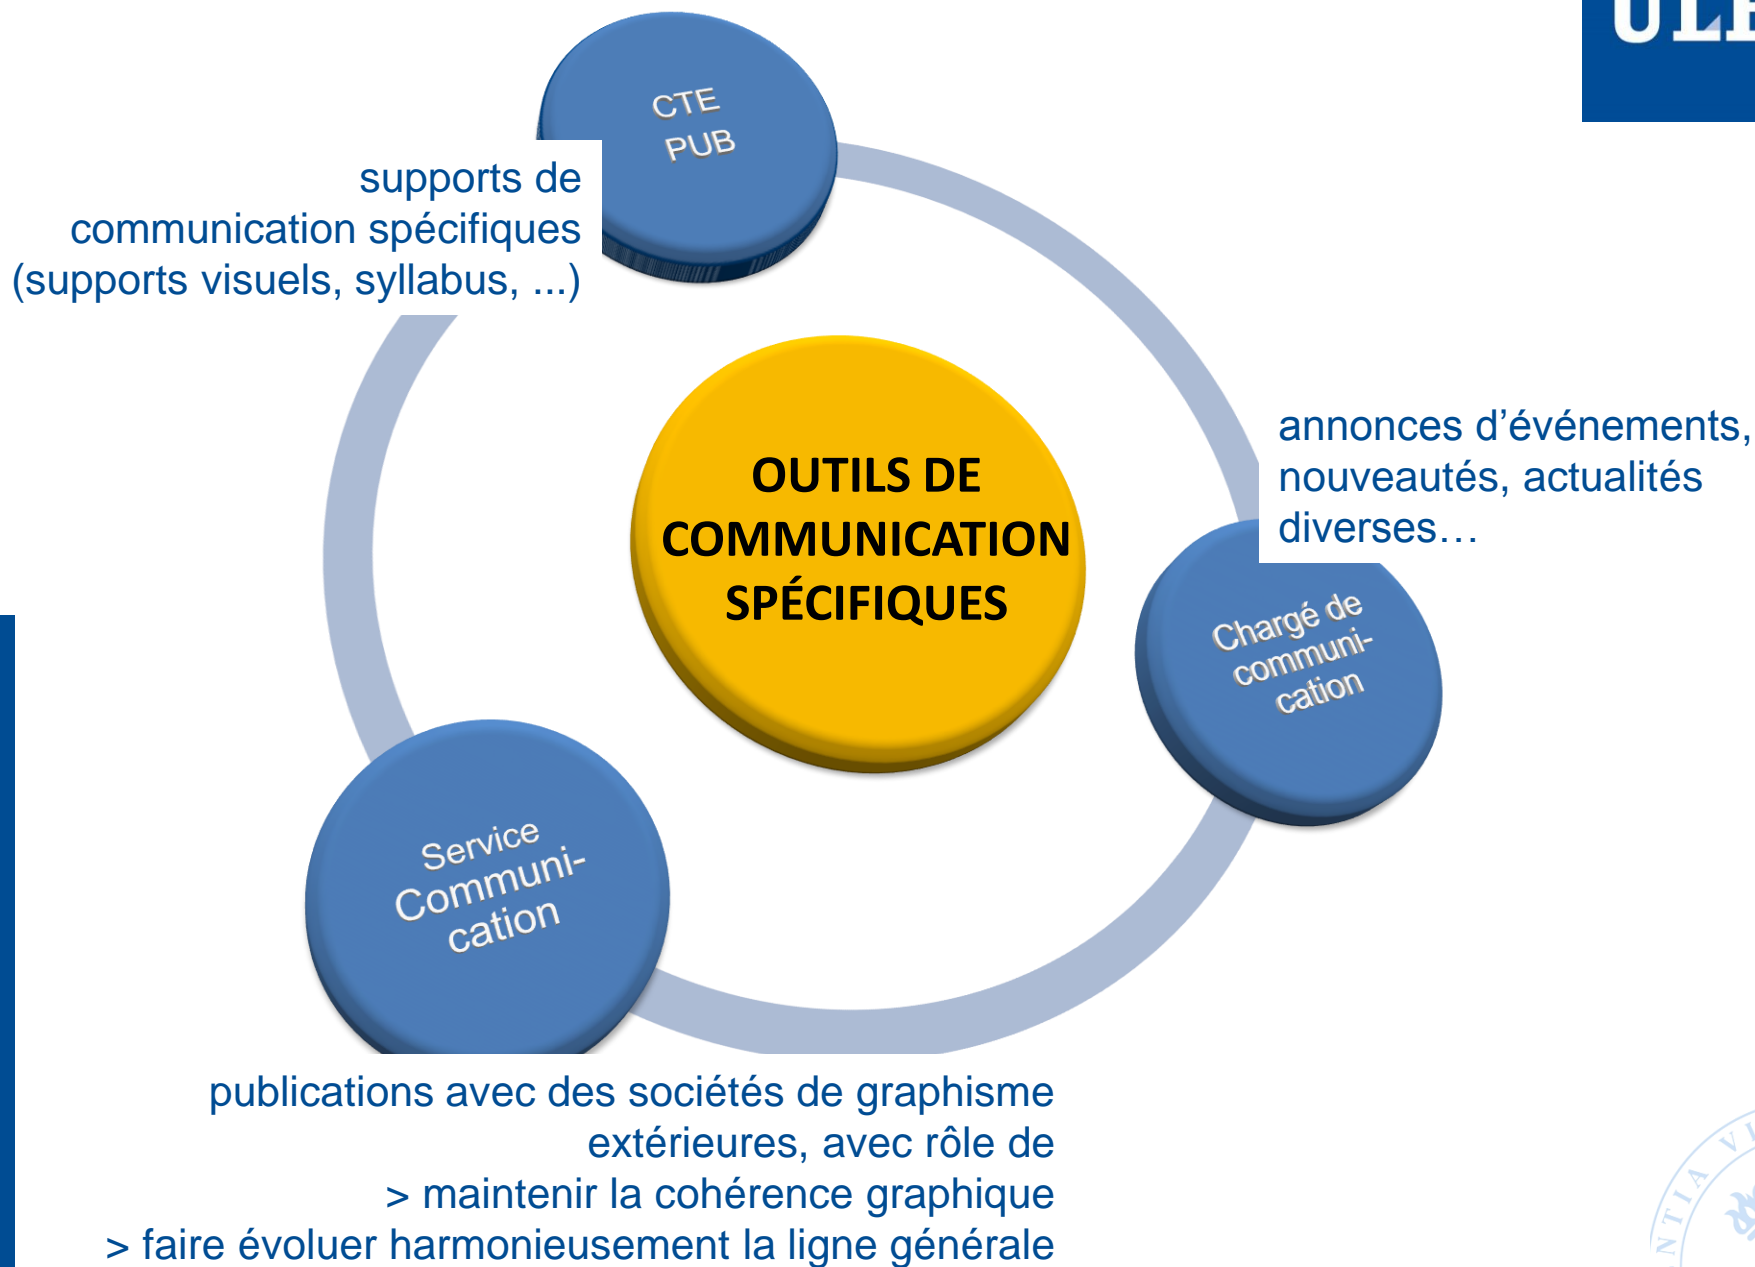 CTE
PUB
supports de
communication spécifiques
(supports visuels, syllabus, ...)
annonces d’événements,
nouveautés, actualités
diverses…
OUTILS DE
COMMUNICATION
SPÉCIFIQUES
Chargé de
communi-
cation
Service
Communi-
cation
publications avec des sociétés de graphisme
extérieures, avec rôle de
> maintenir la cohérence graphique
> faire évoluer harmonieusement la ligne générale